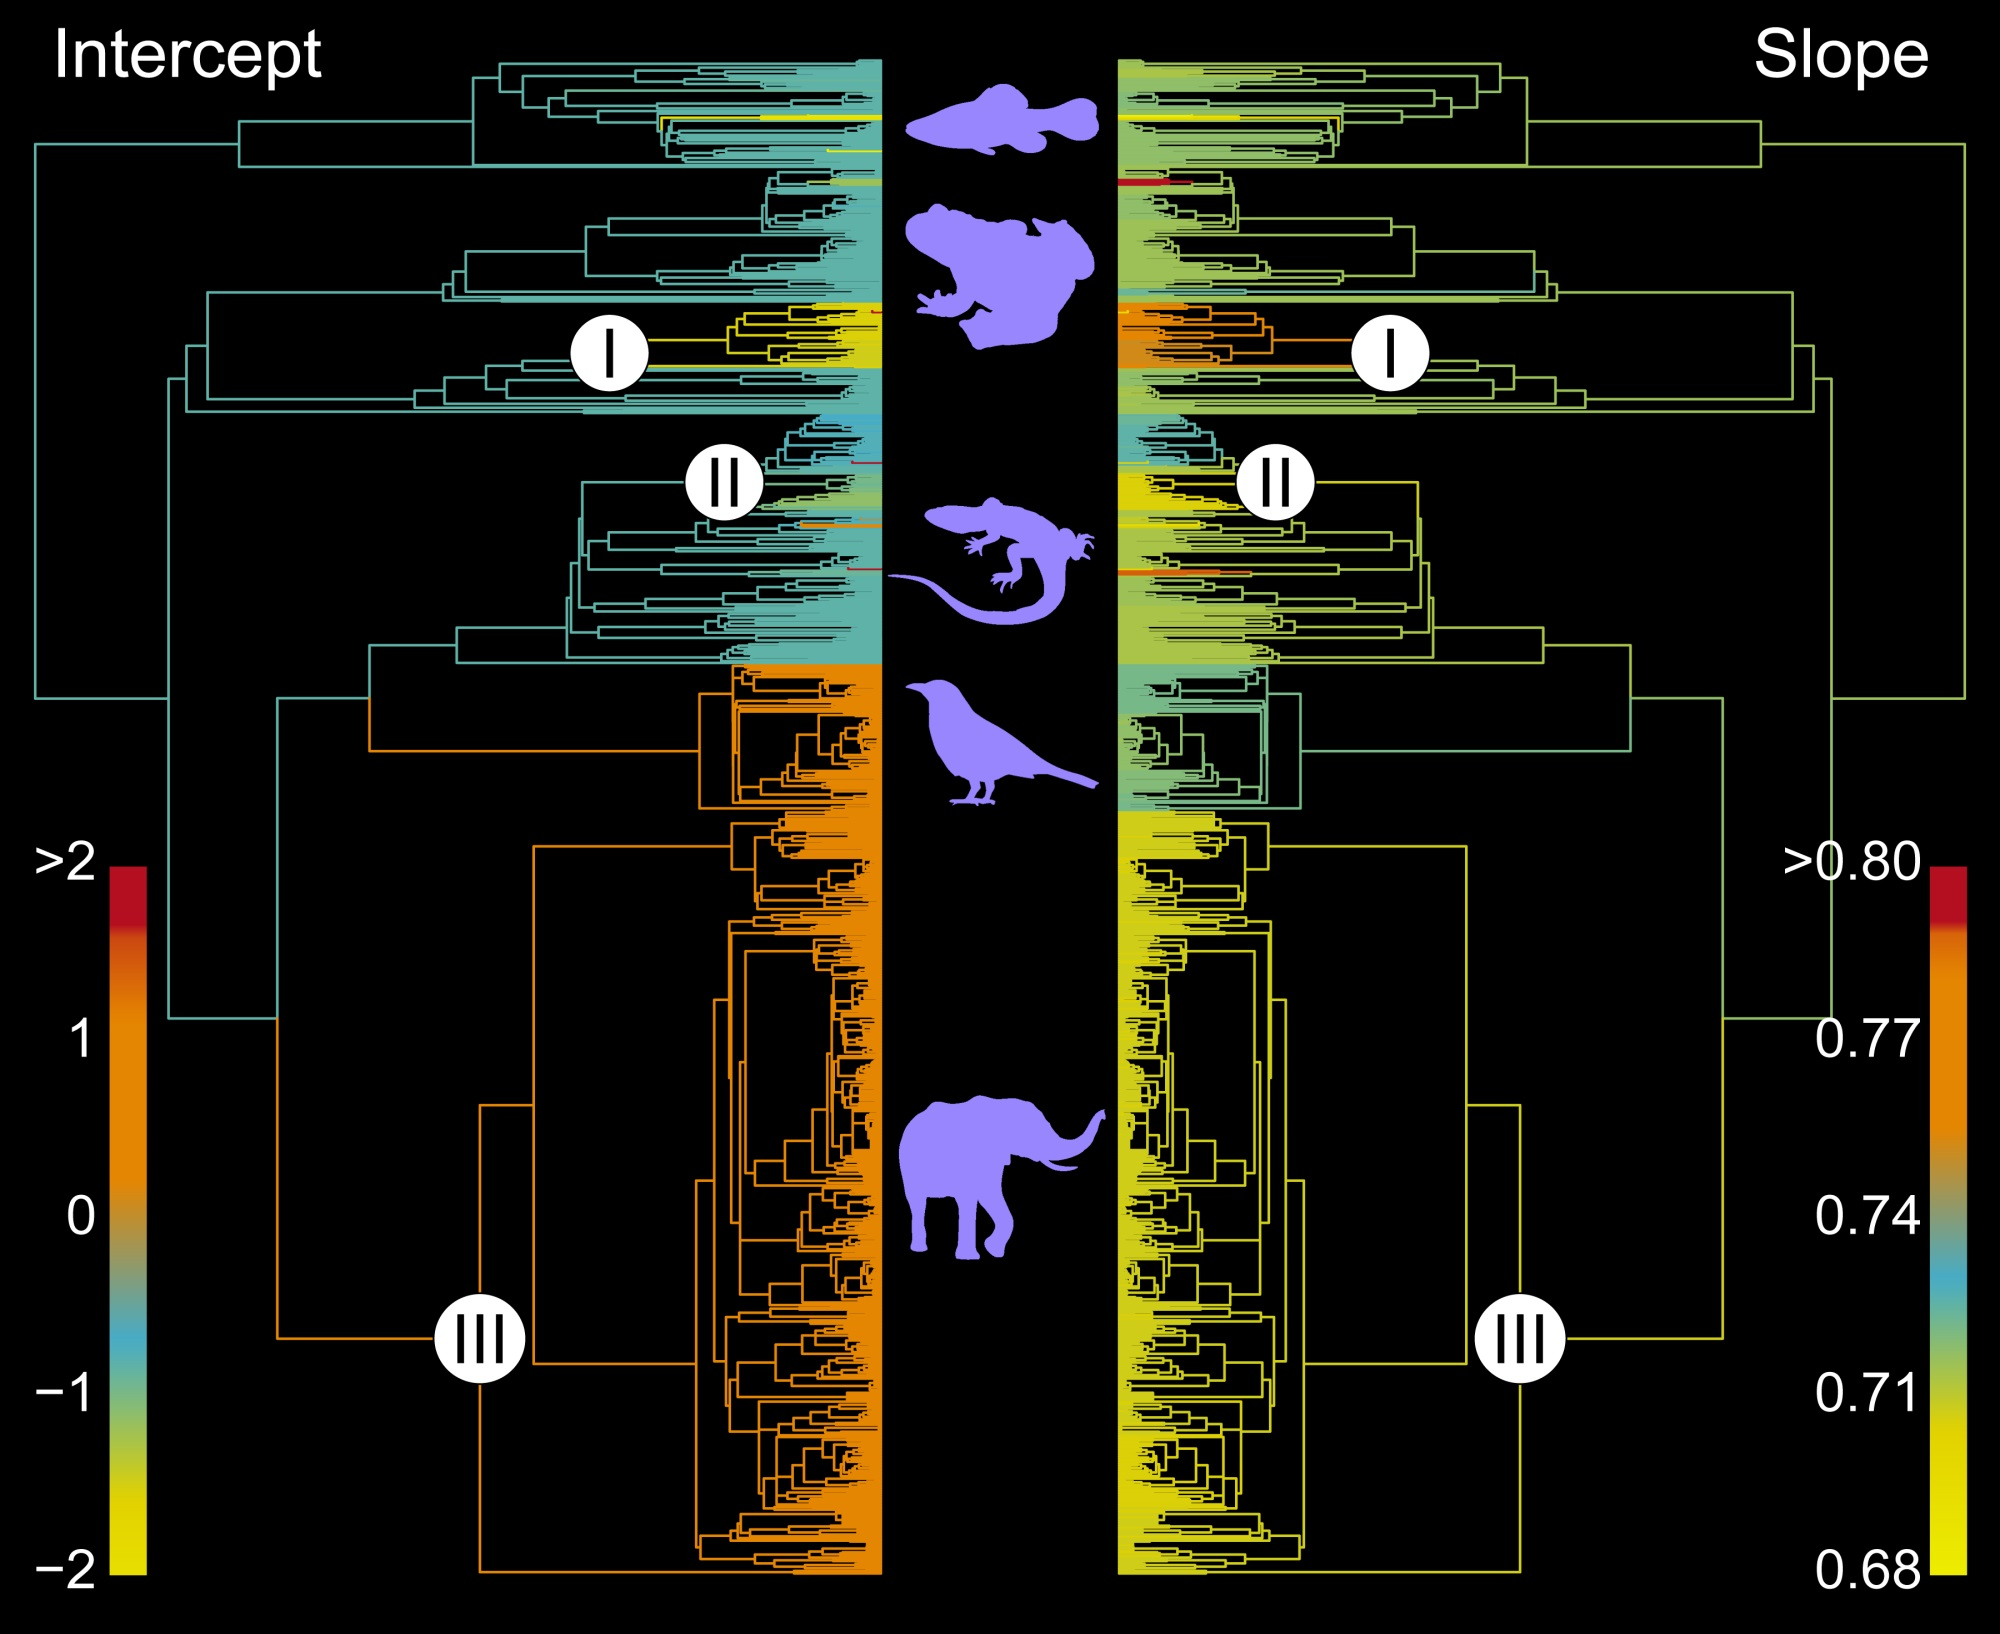 Intercept
Slope
I
I
II
II
>2
1
0
−1
−2
>0.80
0.77
0.74
0.71
0.68
III
III